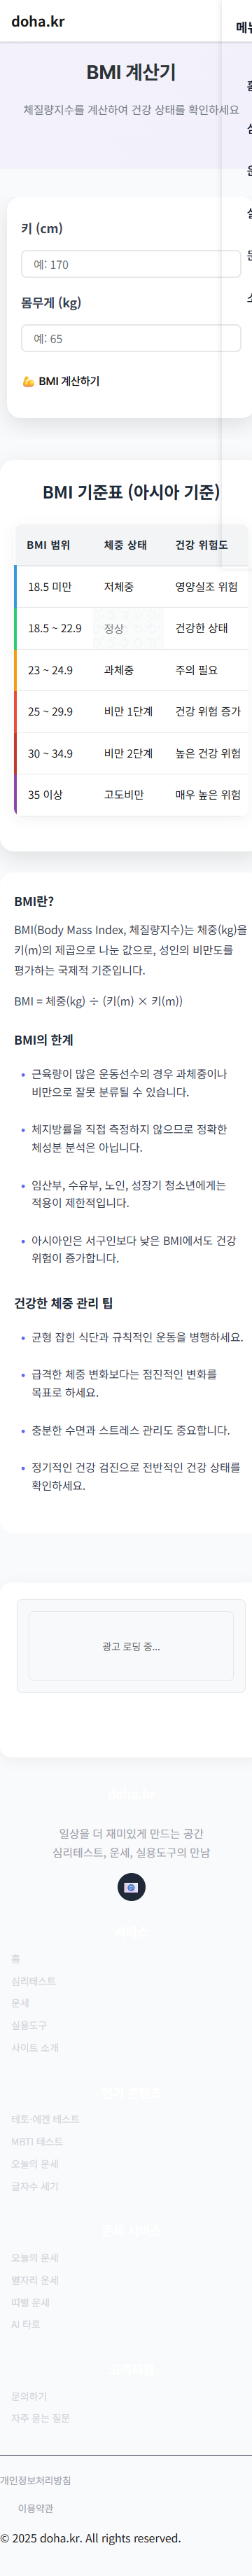 doha.kr
메뉴
BMI 계산기
체질량지수를 계산하여 건강 상태를 확인하세요
키 (cm)
예: 170
몸무게 (kg)
예: 65
💪 BMI 계산하기
BMI 기준표 (아시아 기준)
BMI 범위 체중 상태 건강 위험도
18.5 미만 저체중 영양실조 위험
18.5 ~ 22.9 정상 건강한 상태
23 ~ 24.9 과체중 주의 필요
25 ~ 29.9 비만 1단계 건강 위험 증가
30 ~ 34.9 비만 2단계 높은 건강 위험
35 이상 고도비만 매우 높은 위험
BMI란?
BMI(Body Mass Index, 체질량지수)는 체중(kg)을
키(m)의 제곱으로 나눈 값으로, 성인의 비만도를
평가하는 국제적 기준입니다.
BMI = 체중(kg) ÷ (키(m) × 키(m))
BMI의 한계
• 근육량이 많은 운동선수의 경우 과체중이나
비만으로 잘못 분류될 수 있습니다.
• 체지방률을 직접 측정하지 않으므로 정확한
체성분 분석은 아닙니다.
• 임산부, 수유부, 노인, 성장기 청소년에게는
적용이 제한적입니다.
• 아시아인은 서구인보다 낮은 BMI에서도 건강
위험이 증가합니다.
건강한 체중 관리 팁
• 균형 잡힌 식단과 규칙적인 운동을 병행하세요.
• 급격한 체중 변화보다는 점진적인 변화를
목표로 하세요.
• 충분한 수면과 스트레스 관리도 중요합니다.
• 정기적인 건강 검진으로 전반적인 건강 상태를
확인하세요.
광고 로딩 중...
일상을 더 재미있게 만드는 공간
심리테스트, 운세, 실용도구의 만남
홈
심리테스트
운세
실용도구
사이트 소개
테토-에겐 테스트
MBTI 테스트
오늘의 운세
글자수 세기
오늘의 운세
별자리 운세
띠별 운세
AI 타로
문의하기
자주 묻는 질문
개인정보처리방침
이용약관
© 2025 doha.kr. All rights reserved.